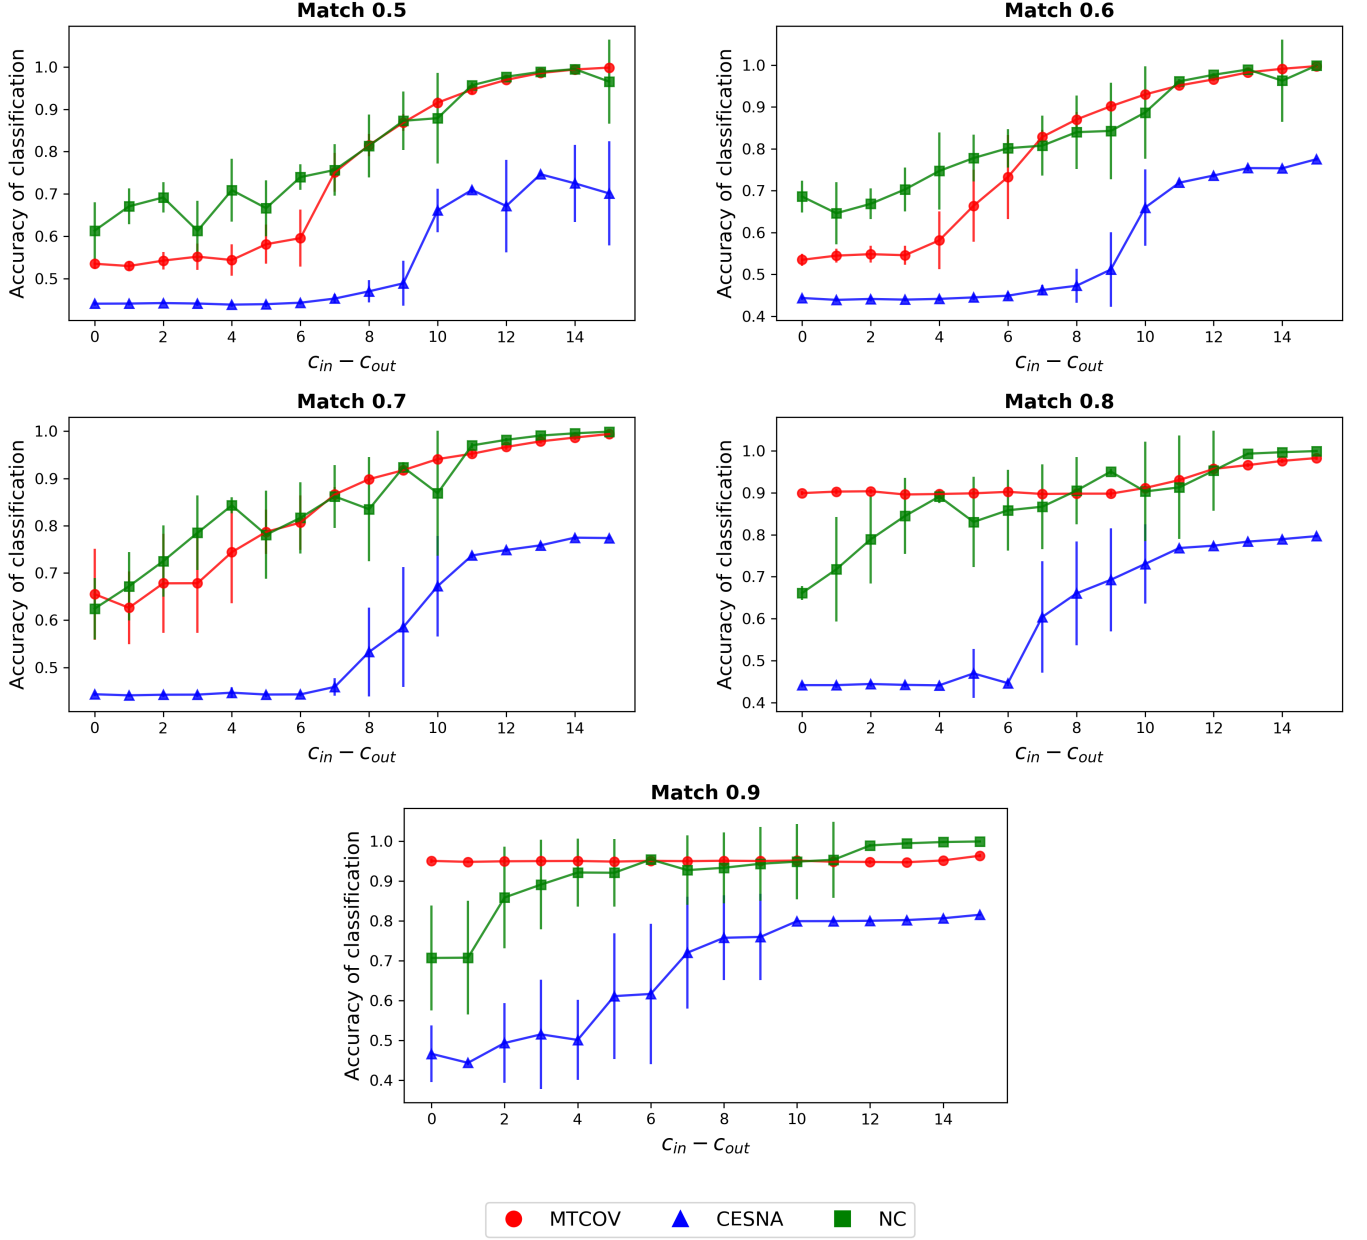 Match 0.5
Accuracy of classification
1.0
0.9
0.8
0.7
0.6
0.5
0 2 4 6 8 10 12 14
c_in − c_out
Match 0.6
Accuracy of classification
1.0
0.9
0.8
0.7
0.6
0.5
0.4
0 2 4 6 8 10 12 14
c_in − c_out
Match 0.7
Accuracy of classification
1.0
0.9
0.8
0.7
0.6
0.5
0 2 4 6 8 10 12 14
c_in − c_out
Match 0.8
Accuracy of classification
1.0
0.9
0.8
0.7
0.6
0.5
0.4
0 2 4 6 8 10 12 14
c_in − c_out
Match 0.9
Accuracy of classification
1.0
0.9
0.8
0.7
0.6
0.5
0.4
0 2 4 6 8 10 12 14
c_in − c_out
MTCOV CESNA NC